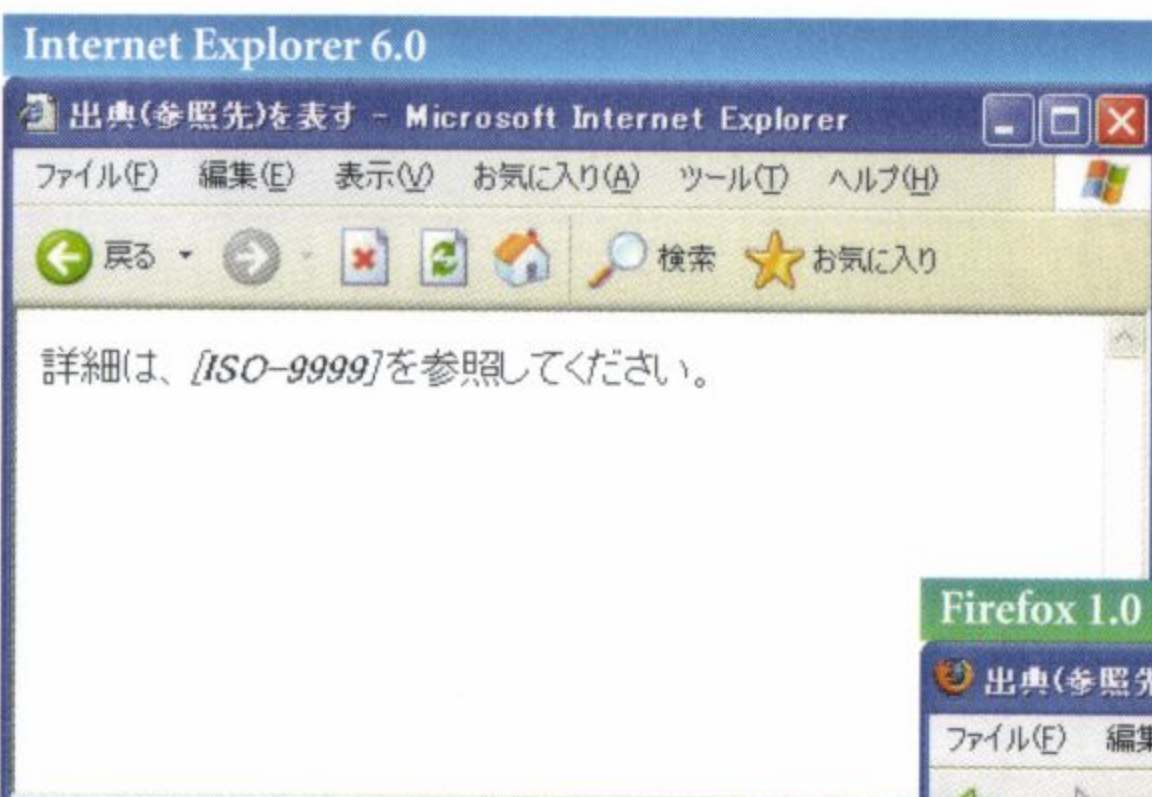 Internet Explorer 6.0
出典(参照先)を表す - Microsoft Internet Explorer
ファイル(F) 編集(E) 表示(V) お気に入り(A) ツール(T) ヘルプ(H)
戻る 検索 お気に入り
詳細は、[ISO-9999]を参照してください。
Firefox 1.0
出典(参照先
ファイル(F) 編集